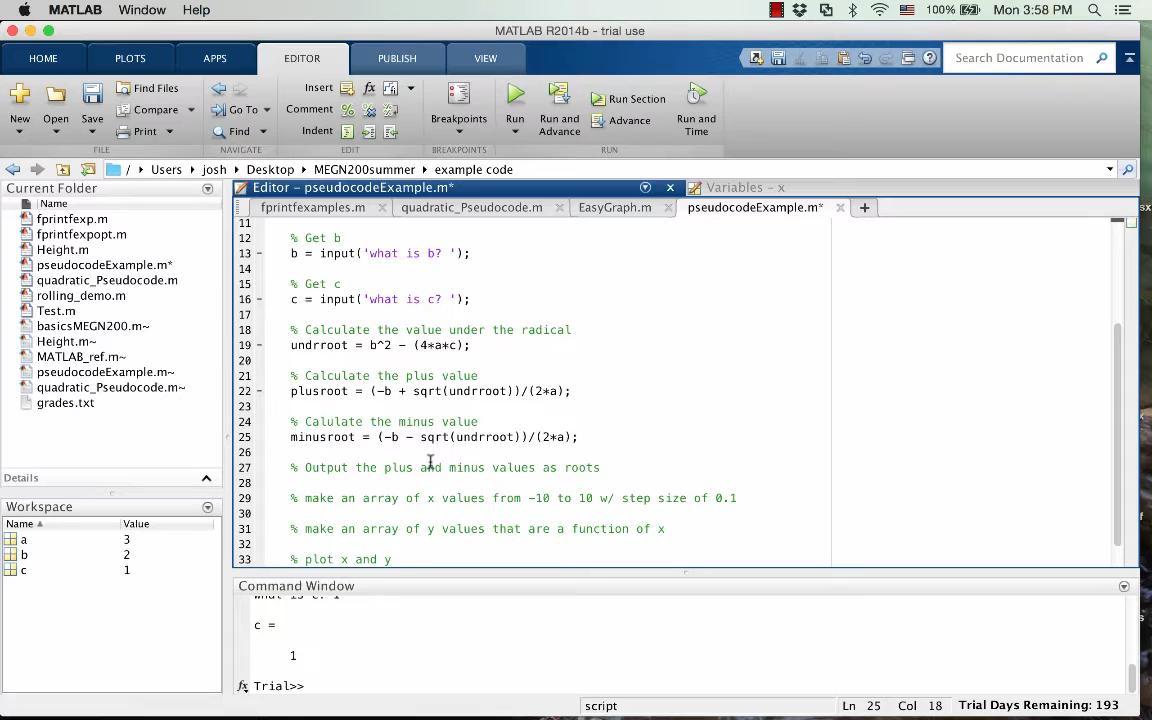 MATLAB Window Help 100% Mon 3:58 PM
MATLAB R2014b - trial use
HOME PLOTS APPS EDITOR PUBLISH VIEW Search Documentation
New Open Save Find Files Compare Print
Go To Find
Insert Comment Indent
Breakpoints Run Run and Advance Run Section Advance Run and Time
FILE NAVIGATE EDIT BREAKPOINTS RUN
/ Users josh Desktop MEGN200summer example code
Current Folder
Name
fprintfexp.m
fprintfexpopt.m
Height.m
pseudocodeExample.m*
quadratic_Pseudocode.m
rolling_demo.m
Test.m
basicsMEGN200.m~
Height.m~
MATLAB_ref.m~
pseudocodeExample.m~
quadratic_Pseudocode.m~
grades.txt
Details
Workspace
Name Value
a 3
b 2
c 1
Editor - pseudocodeExample.m* Variables - x
fprintfexamples.m quadratic_Pseudocode.m EasyGraph.m pseudocodeExample.m*
11
12 % Get b
13 - b = input('what is b? ');
14
15 % Get c
16 - c = input('what is c? ');
17
18 % Calculate the value under the radical
19 - undrroot = b^2 - (4*a*c);
20
21 % Calculate the plus value
22 - plusroot = (-b + sqrt(undrroot))/(2*a);
23
24 % Calulate the minus value
25 minusroot = (-b - sqrt(undrroot))/(2*a);
26
27 % Output the plus and minus values as roots
28
29 % make an array of x values from -10 to 10 w/ step size of 0.1
30
31 % make an array of y values that are a function of x
32
33 % plot x and y
Command Window
what is c? 1
c =
1
fx Trial>>
script Ln 25 Col 18 Trial Days Remaining: 193